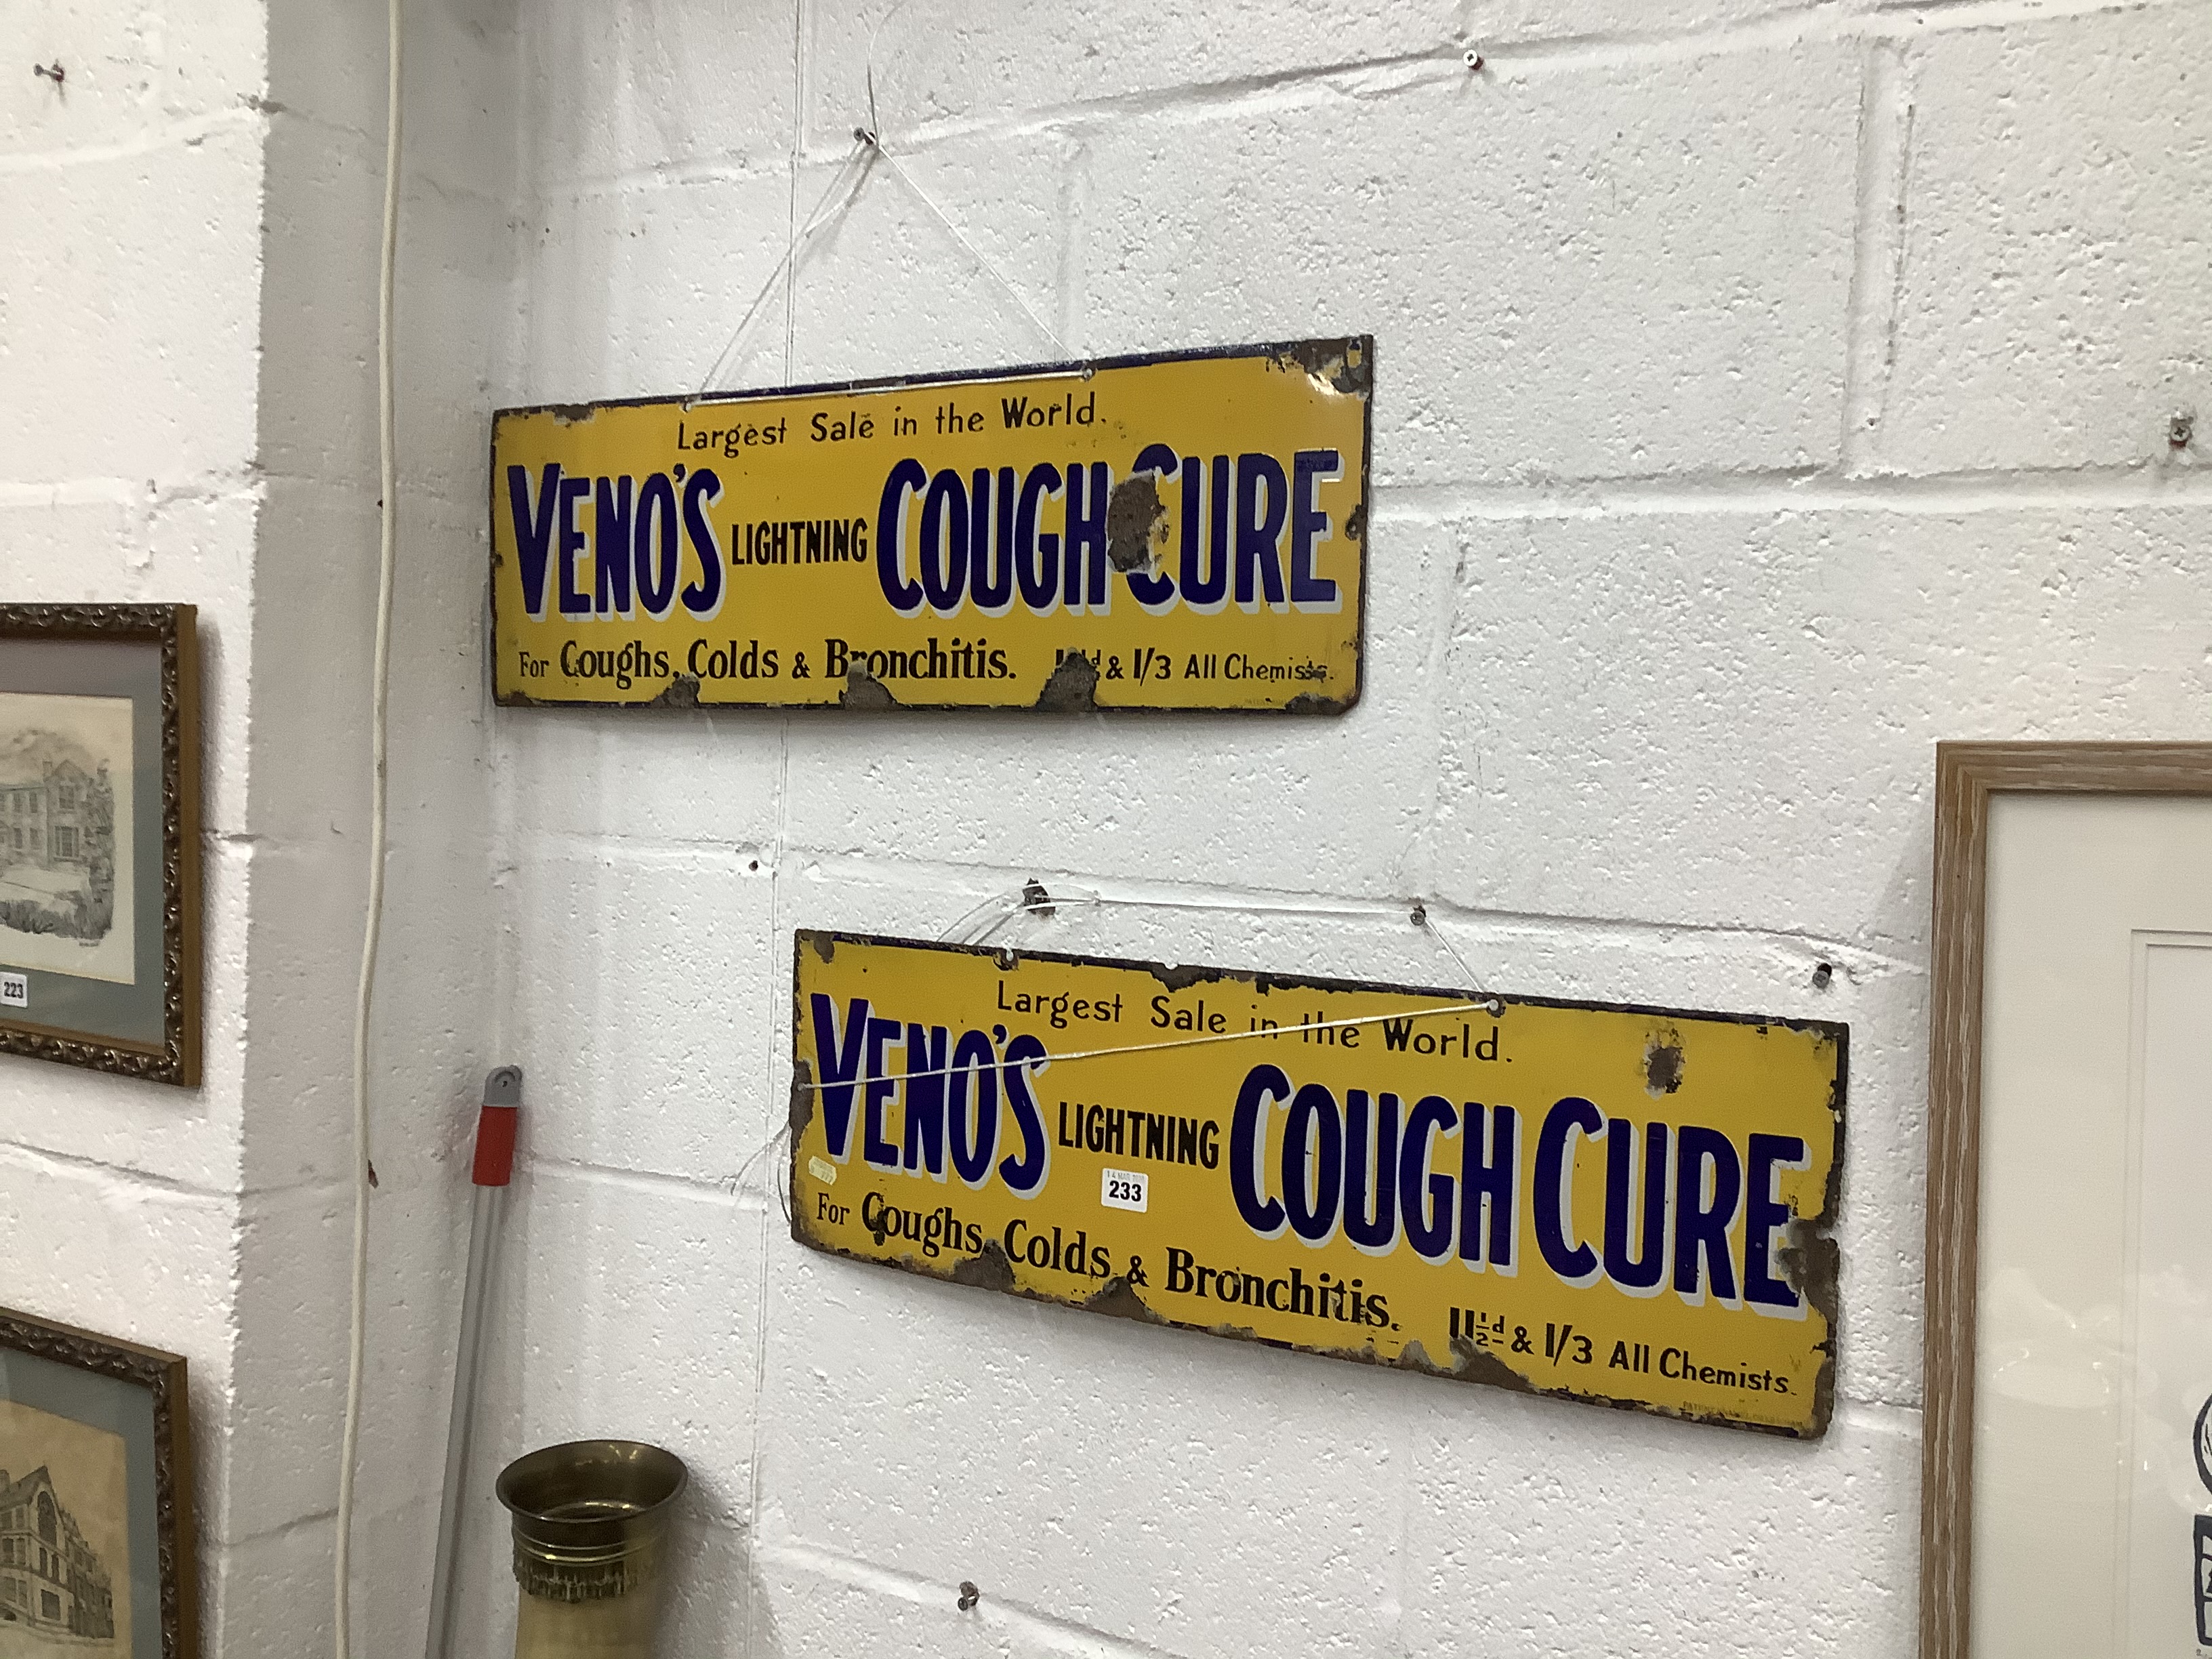 Largest Sale in the World.
VENO'S LIGHTNING COUGH CURE
For Coughs, Colds & Bronchitis. & 1/3 All Chemists.
Largest Sale in the World.
VENO'S LIGHTNING COUGH CURE
233
For Coughs, Colds & Bronchitis. 11½d & 1/3 All Chemists.
223